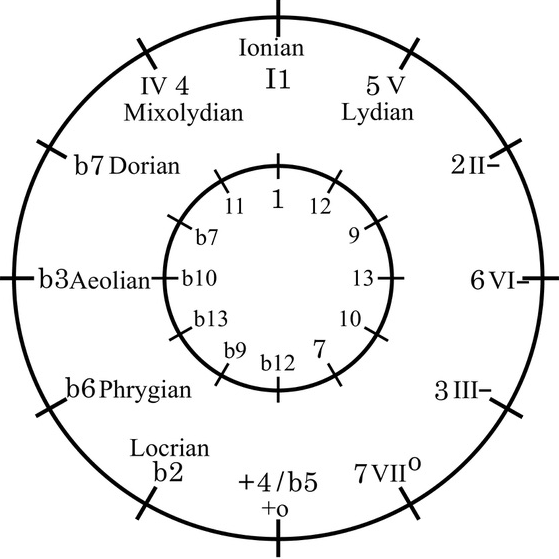 Ionian
I1
IV 4
Mixolydian
5 V
Lydian
b7 Dorian
2 II-
b3 Aeolian
6 VI-
b6 Phrygian
3 III-
Locrian
b2
+4/b5
+o
7 VIIo
1
11
12
b7
9
b10
13
b13
10
b9
7
b12